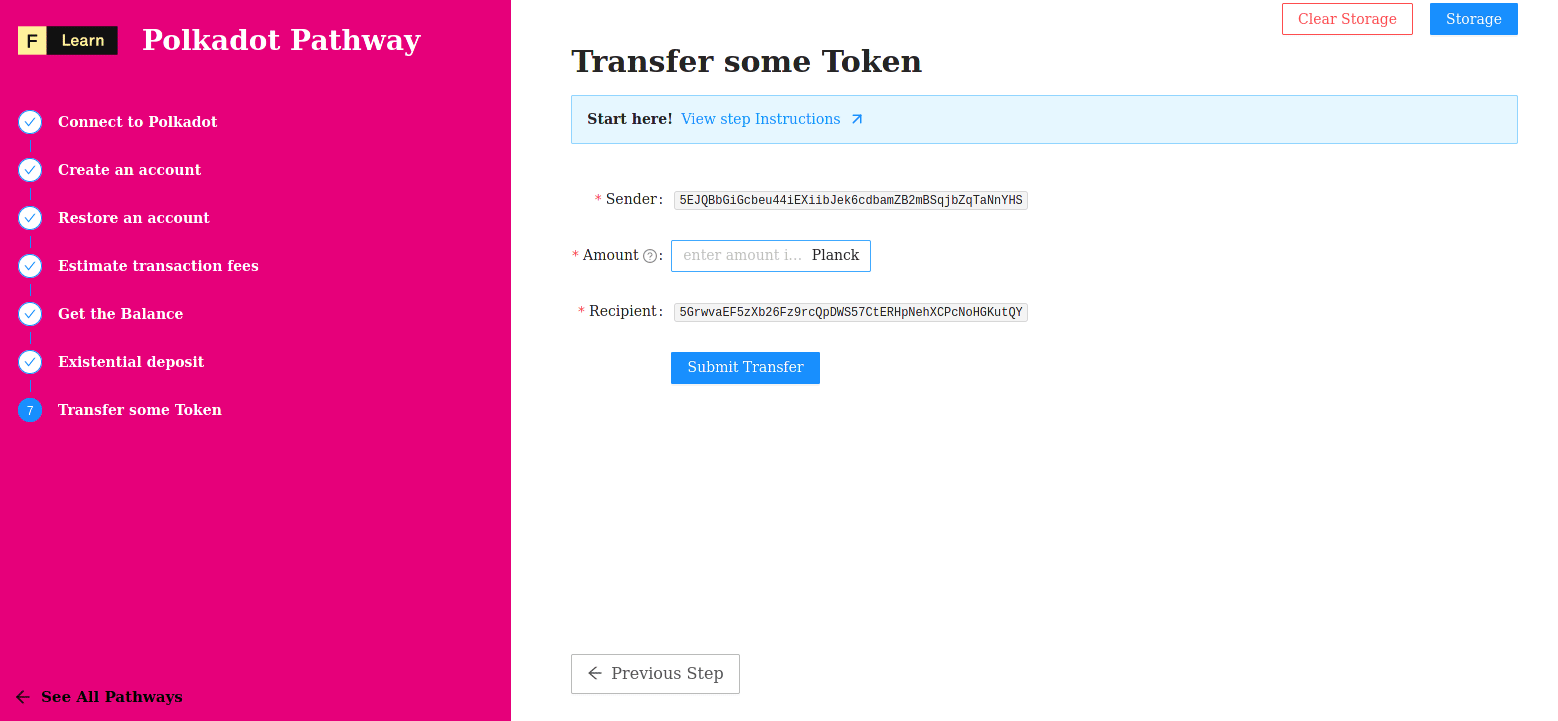 F Learn Polkadot Pathway
Connect to Polkadot
Create an account
Restore an account
Estimate transaction fees
Get the Balance
Existential deposit
7 Transfer some Token
See All Pathways
Clear Storage Storage
Transfer some Token
Start here! View step Instructions
* Sender: 5EJQBbGiGcbeu44iEXiibJek6cdbamZB2mBSqjbZqTaNnYHS
* Amount ?: enter amount i... Planck
* Recipient: 5GrwvaEF5zXb26Fz9rcQpDWS57CtERHpNehXCPcNoHGKutQY
Submit Transfer
Previous Step